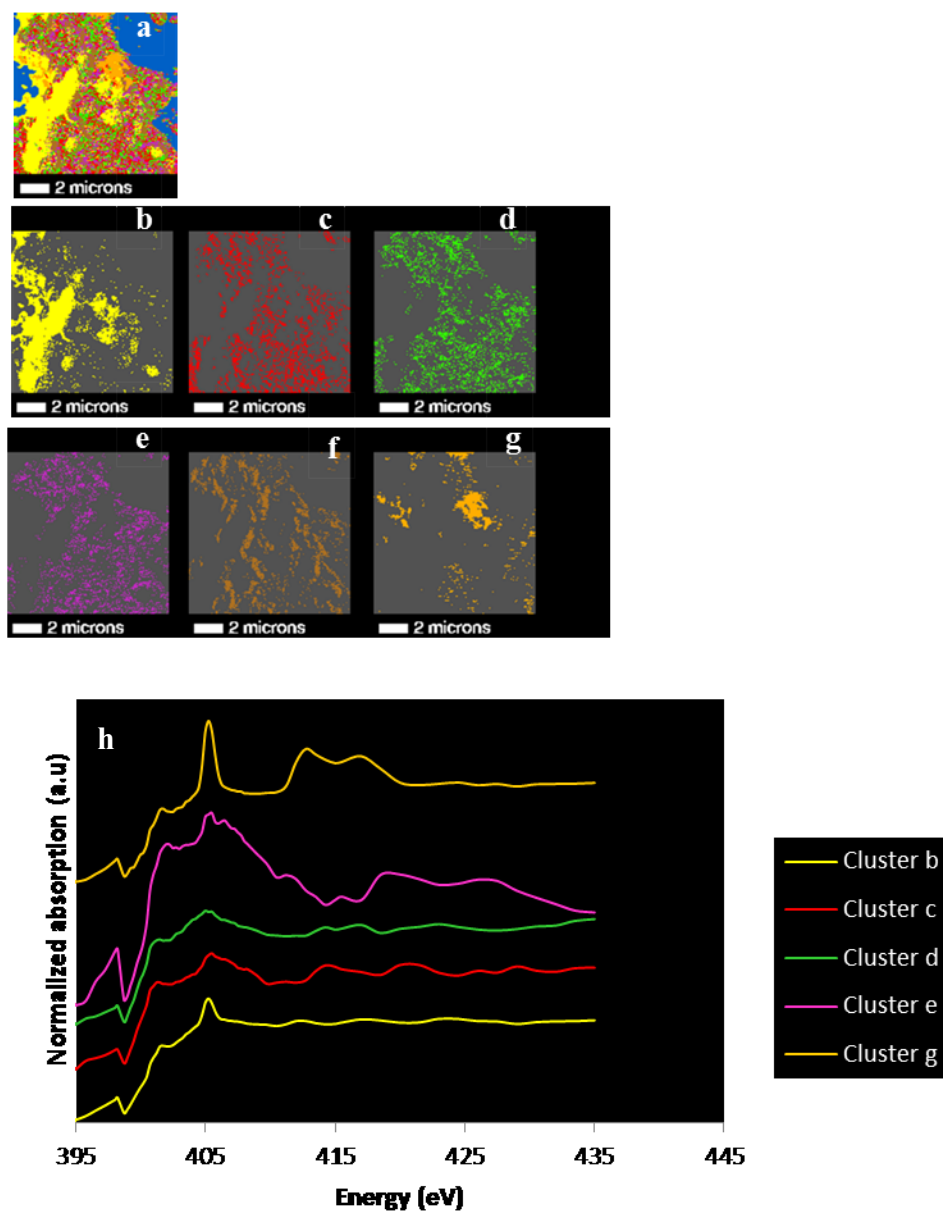 a
2 microns
b c d
2 microns 2 microns 2 microns
e f g
2 microns 2 microns 2 microns
h
Normalized absorption (a.u)
Cluster b
Cluster c
Cluster d
Cluster e
Cluster g
395 405 415 425 435 445
Energy (eV)